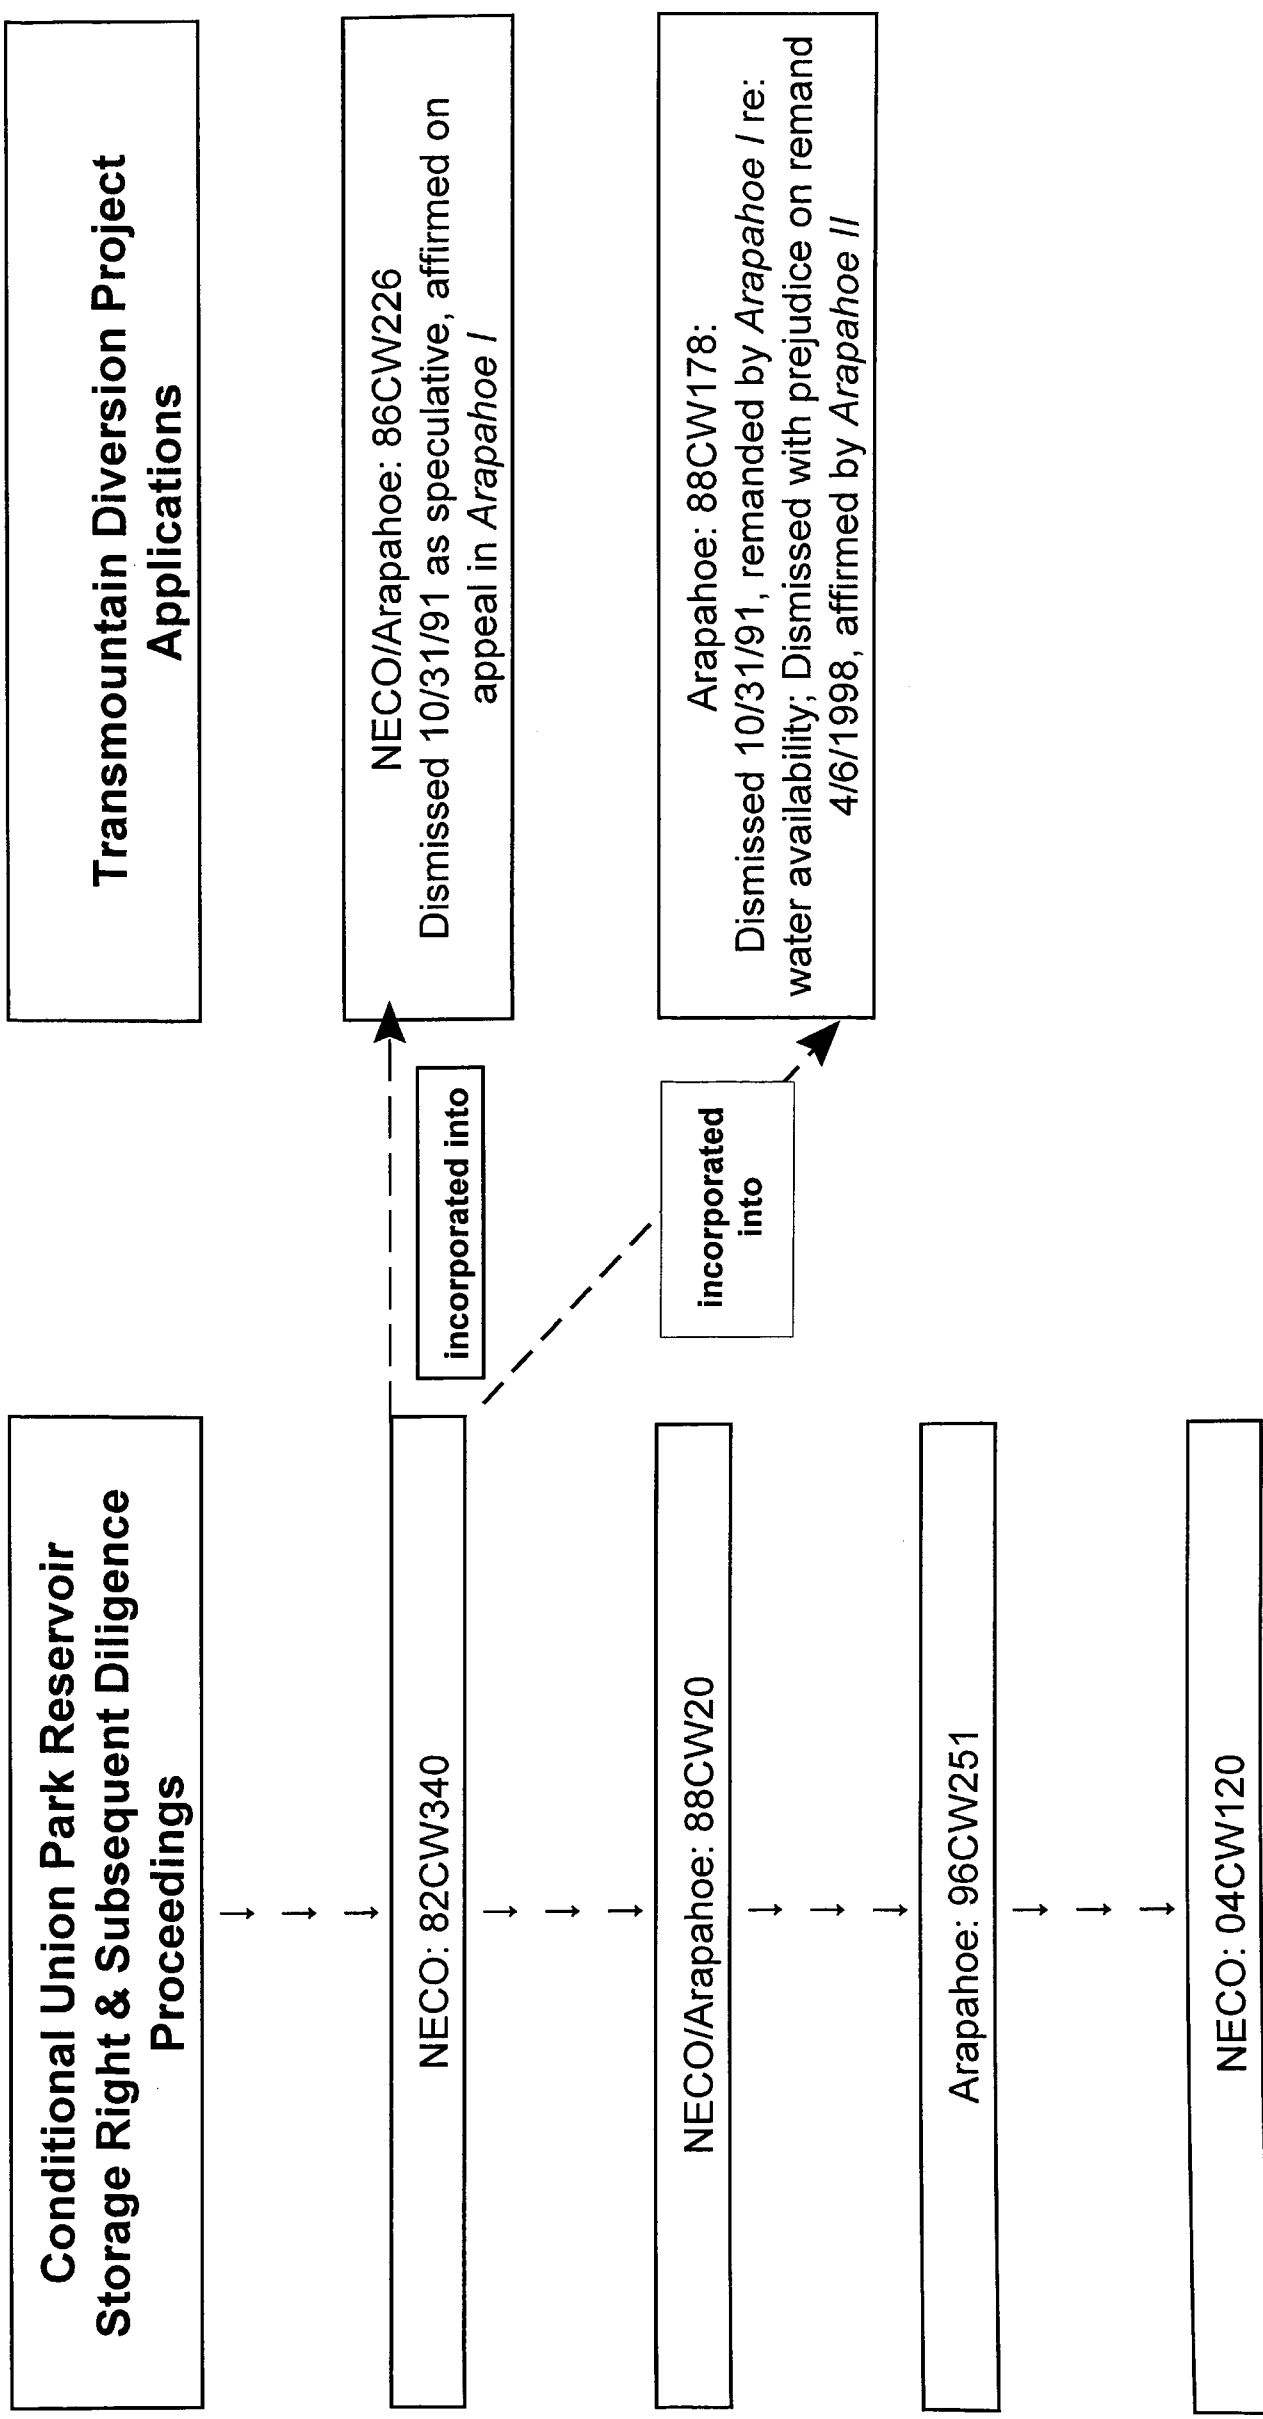 Conditional Union Park Reservoir
Storage Right & Subsequent Diligence
Proceedings
Transmountain Diversion Project
Applications
NECO: 82CW340
incorporated into
NECO/Arapahoe: 86CW226
Dismissed 10/31/91 as speculative, affirmed on
appeal in Arapahoe I
NECO/Arapahoe: 88CW20
incorporated
into
Arapahoe: 88CW178:
Dismissed 10/31/91, remanded by Arapahoe I re:
water availability; Dismissed with prejudice on remand
4/6/1998, affirmed by Arapahoe II
Arapahoe: 96CW251
NECO: 04CW120